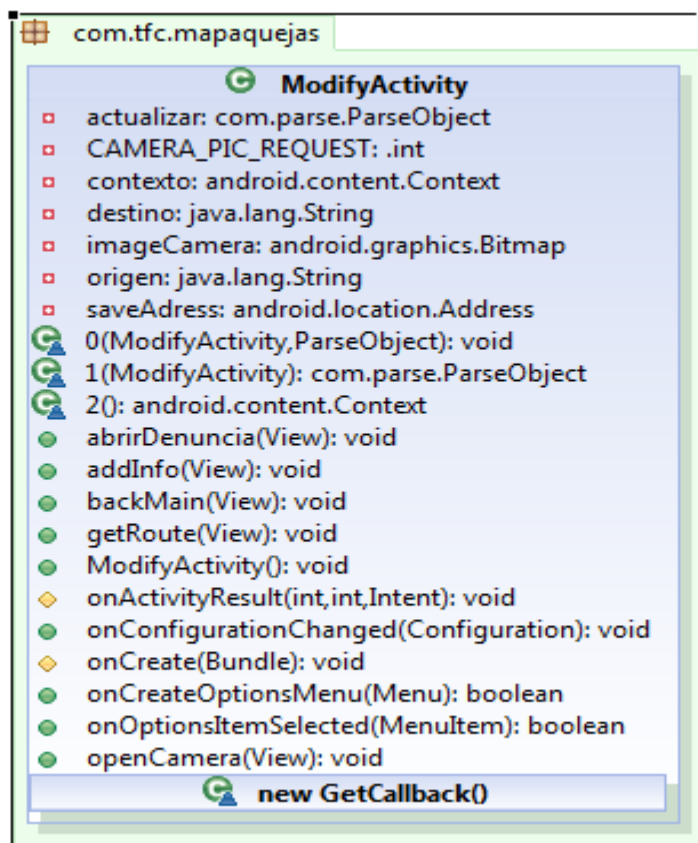 com.tfc.mapaquejas
ModifyActivity
actualizar: com.parse.ParseObject
CAMERA_PIC_REQUEST: .int
contexto: android.content.Context
destino: java.lang.String
imageCamera: android.graphics.Bitmap
origen: java.lang.String
saveAdress: android.location.Address
0(ModifyActivity,ParseObject): void
1(ModifyActivity): com.parse.ParseObject
2(): android.content.Context
abrirDenuncia(View): void
addInfo(View): void
backMain(View): void
getRoute(View): void
ModifyActivity(): void
onActivityResult(int,int,Intent): void
onConfigurationChanged(Configuration): void
onCreate(Bundle): void
onCreateOptionsMenu(Menu): boolean
onOptionsItemSelected(MenuItem): boolean
openCamera(View): void
new GetCallback()